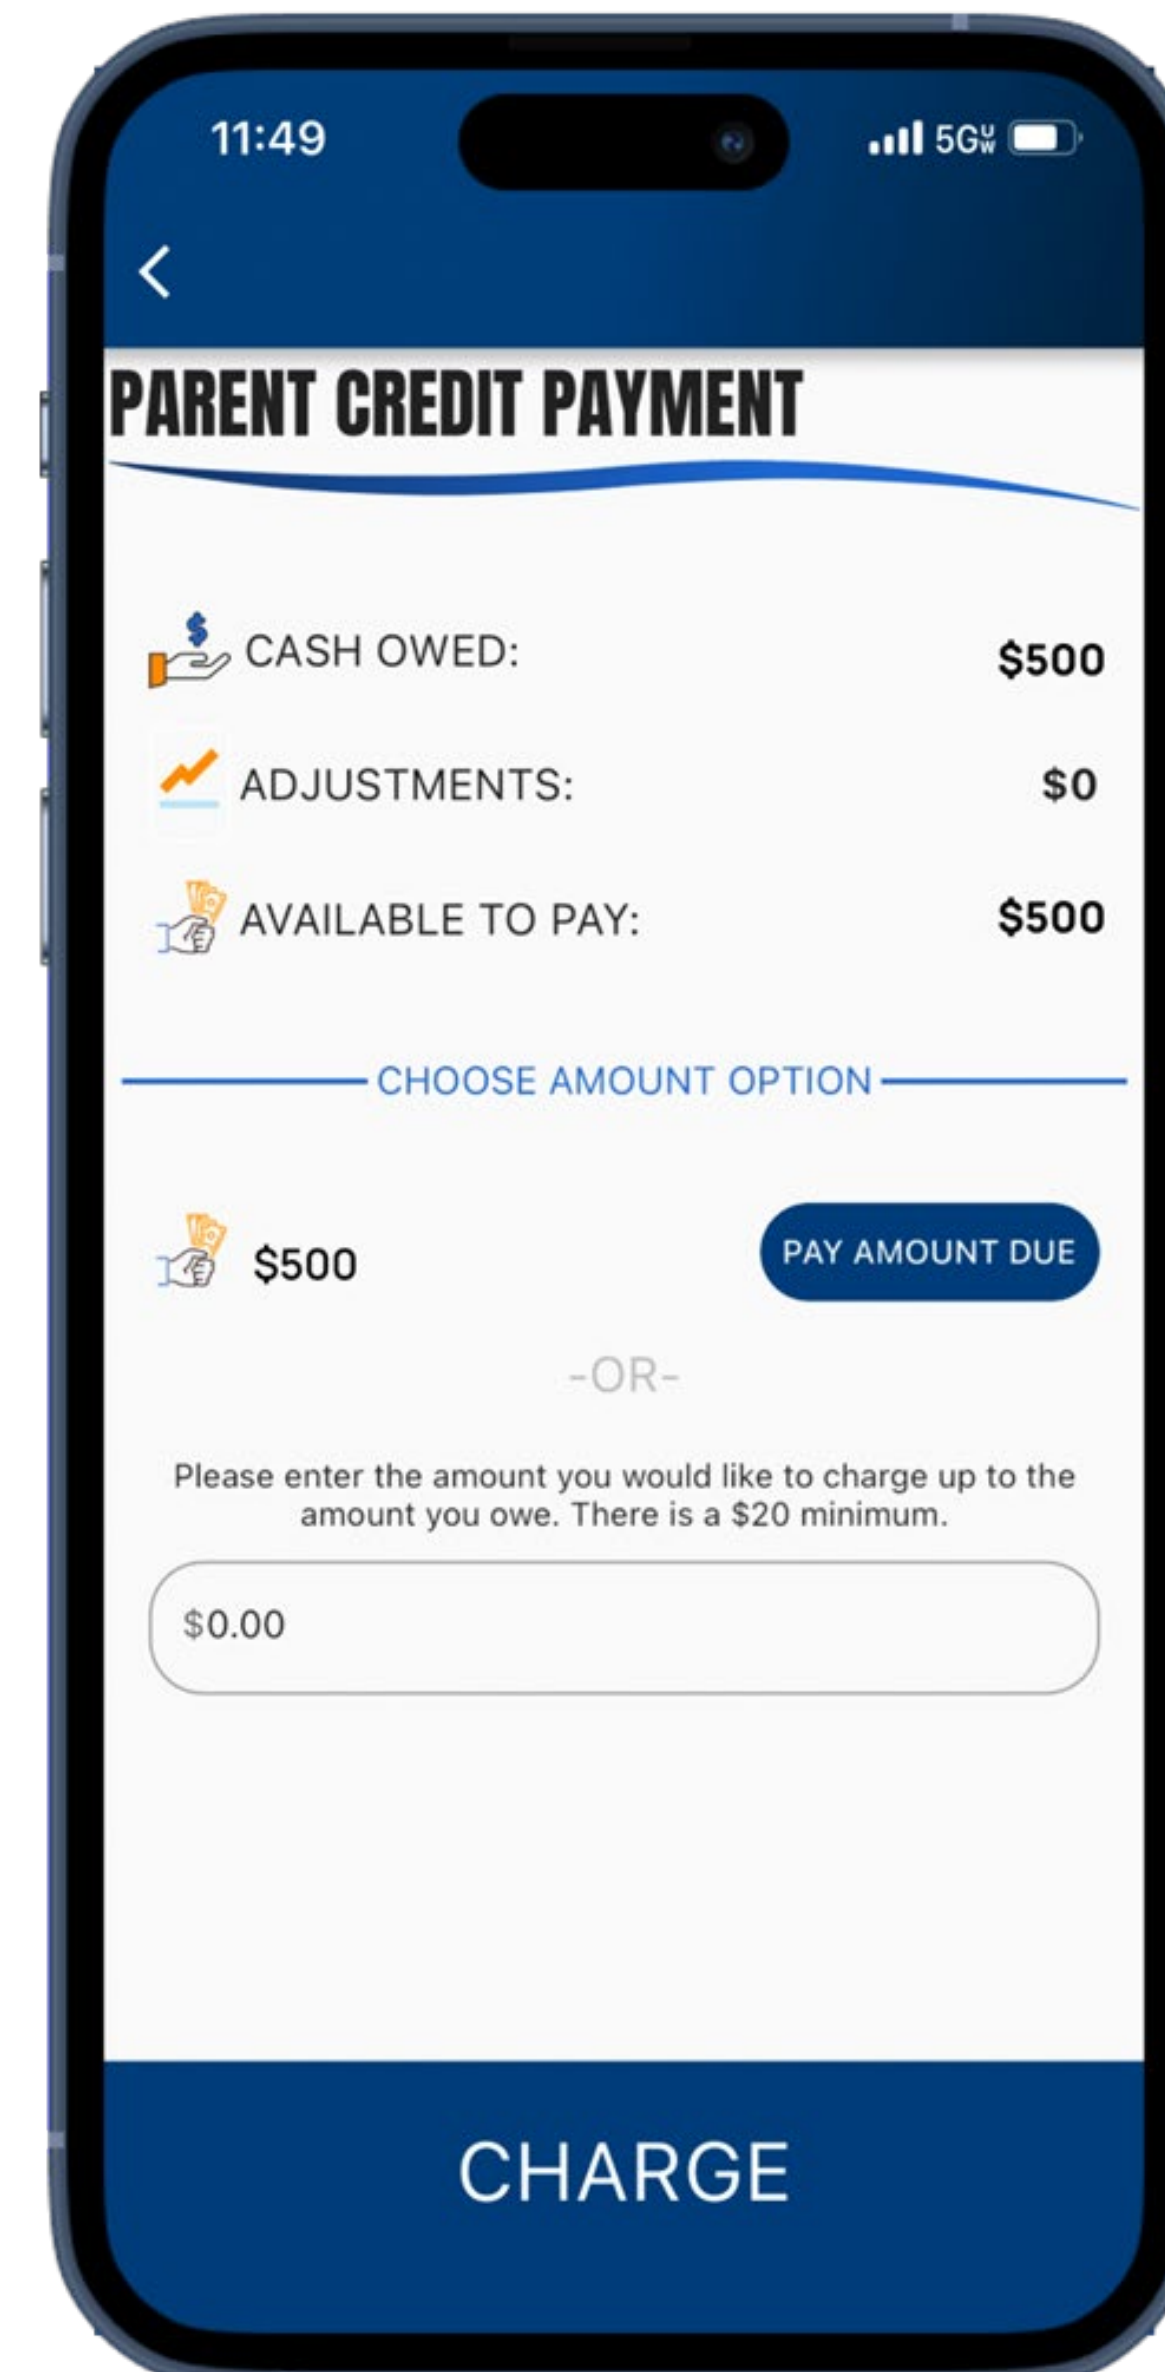 11:49
5G UW
PARENT CREDIT PAYMENT
CASH OWED:
$500
ADJUSTMENTS:
$0
AVAILABLE TO PAY:
$500
CHOOSE AMOUNT OPTION
$500
PAY AMOUNT DUE
-OR-
Please enter the amount you would like to charge up to the
amount you owe. There is a $20 minimum.
$0.00
CHARGE